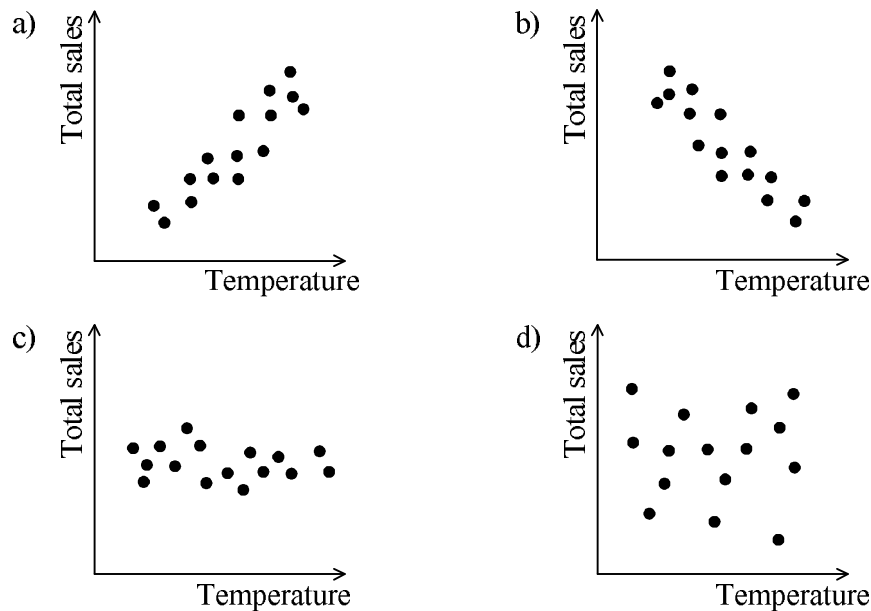 a)
Total sales
Temperature
b)
Total sales
Temperature
c)
Total sales
Temperature
d)
Total sales
Temperature